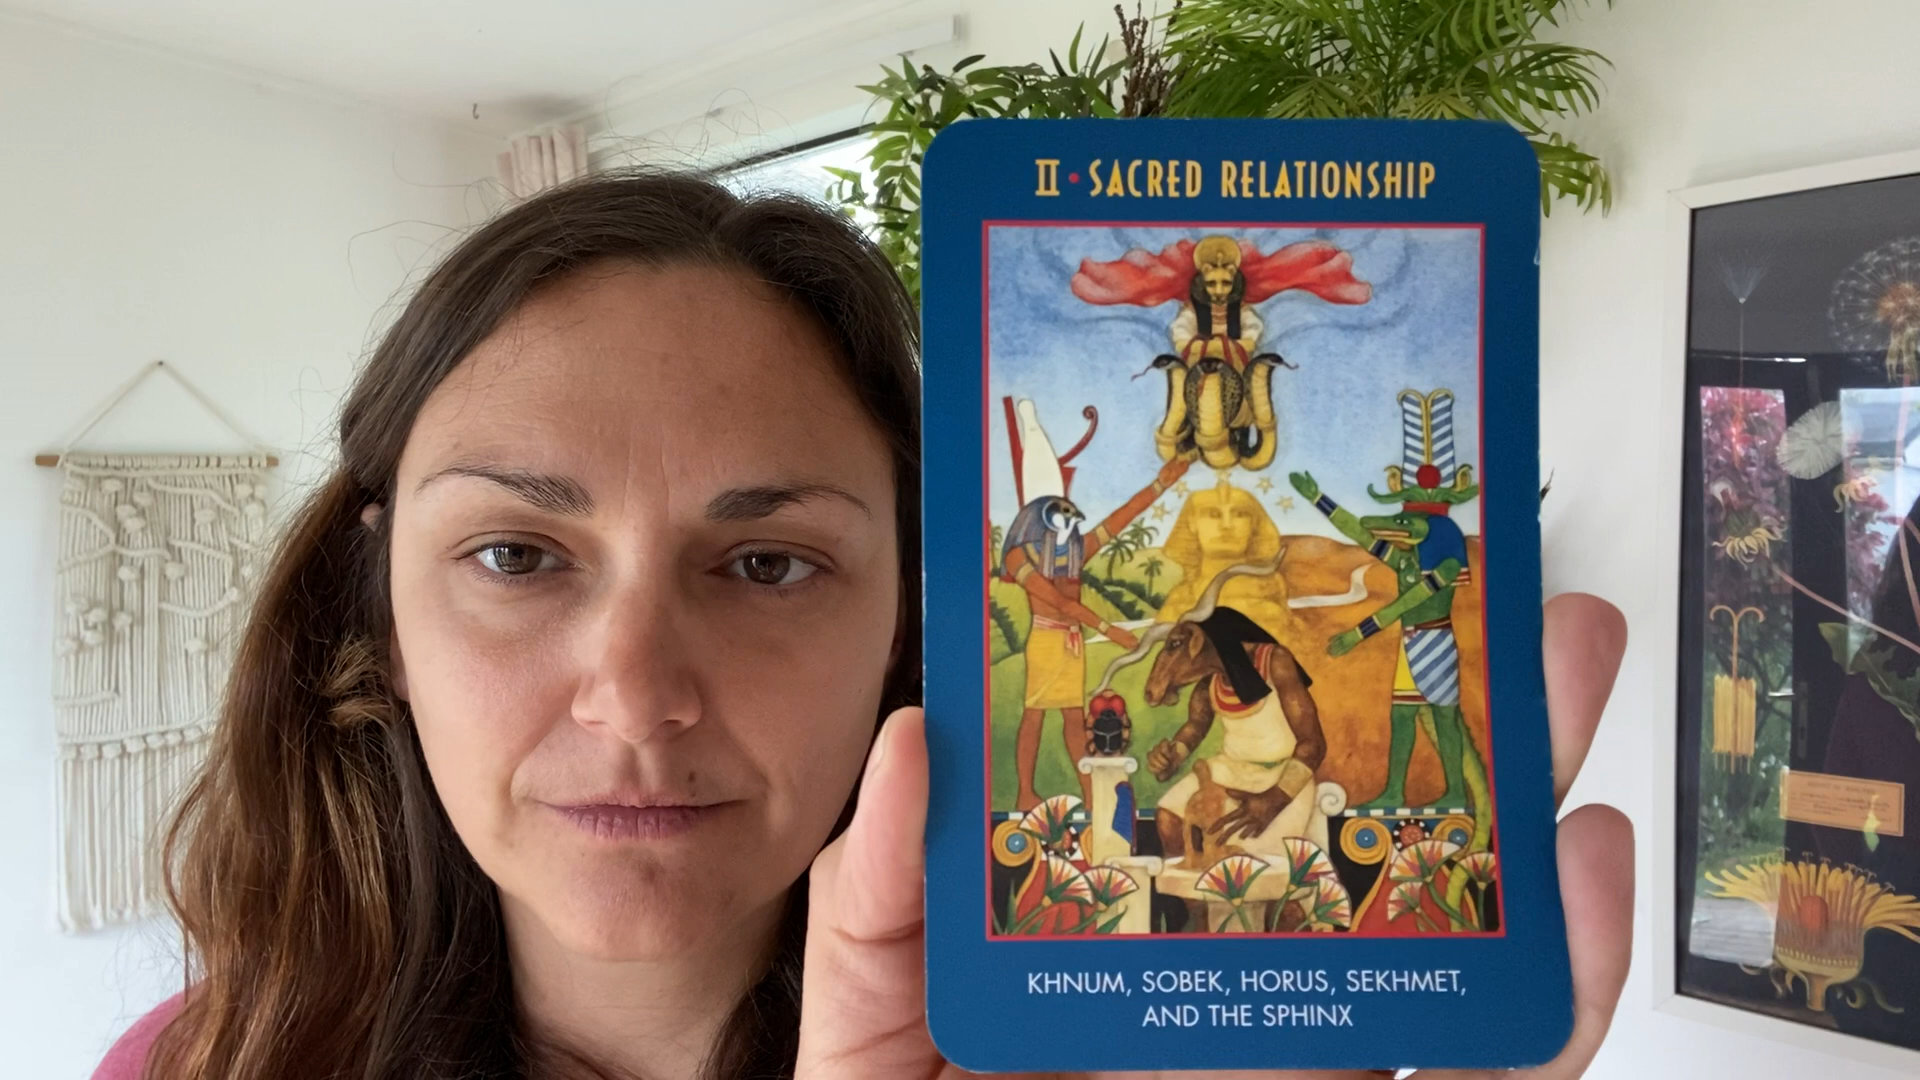 II • SACRED RELATIONSHIP
KHNUM, SOBEK, HORUS, SEKHMET,
AND THE SPHINX